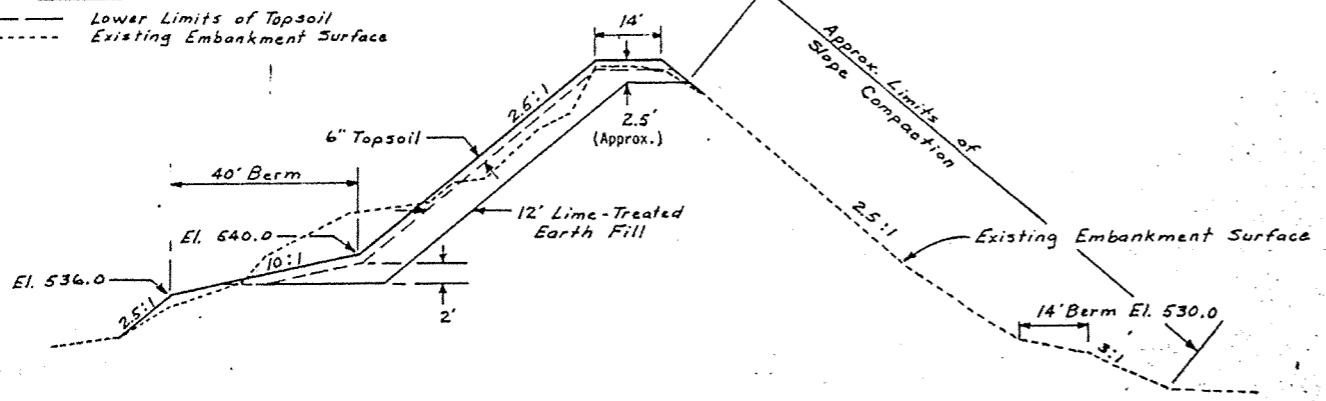 Lower Limits of Topsoil
Existing Embankment Surface
14'
2.5:1
6" Topsoil
2.5'
(Approx.)
Approx. Limits of
Slope Compaction
40' Berm
El. 640.0
12' Lime-Treated
Earth Fill
2.5:1
Existing Embankment Surface
El. 536.0
10:1
2.5:1
2'
14' Berm El. 530.0
3:1